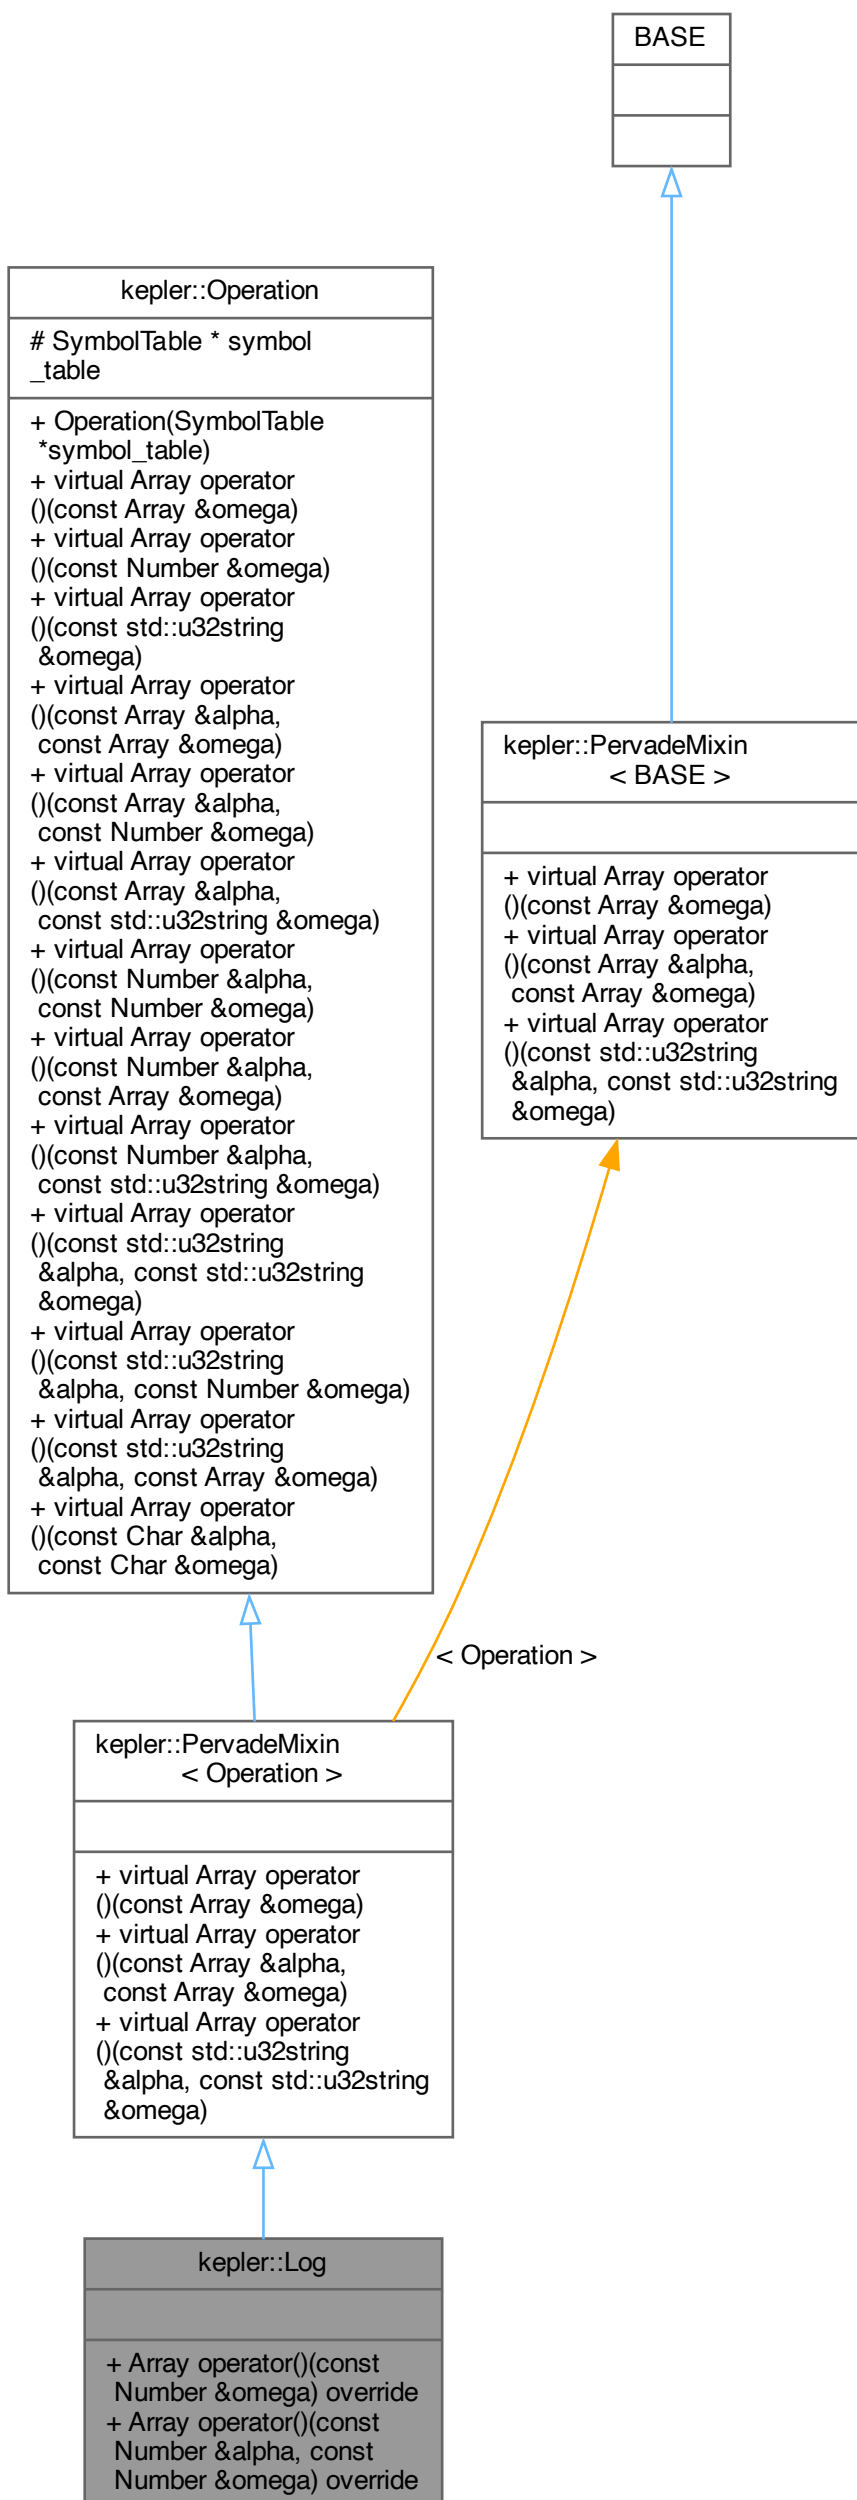 BASE
kepler::Operation
# SymbolTable * symbol
_table
+ Operation(SymbolTable
*symbol_table)
+ virtual Array operator
()(const Array &omega)
+ virtual Array operator
()(const Number &omega)
+ virtual Array operator
()(const std::u32string
&omega)
+ virtual Array operator
()(const Array &alpha,
const Array &omega)
+ virtual Array operator
()(const Array &alpha,
const Number &omega)
+ virtual Array operator
()(const Array &alpha,
const std::u32string &omega)
+ virtual Array operator
()(const Number &alpha,
const Number &omega)
+ virtual Array operator
()(const Number &alpha,
const Array &omega)
+ virtual Array operator
()(const Number &alpha,
const std::u32string &omega)
+ virtual Array operator
()(const std::u32string
&alpha, const std::u32string
&omega)
+ virtual Array operator
()(const std::u32string
&alpha, const Number &omega)
+ virtual Array operator
()(const std::u32string
&alpha, const Array &omega)
+ virtual Array operator
()(const Char &alpha,
const Char &omega)
kepler::PervadeMixin
< BASE >
+ virtual Array operator
()(const Array &omega)
+ virtual Array operator
()(const Array &alpha,
const Array &omega)
+ virtual Array operator
()(const std::u32string
&alpha, const std::u32string
&omega)
< Operation >
kepler::PervadeMixin
< Operation >
+ virtual Array operator
()(const Array &omega)
+ virtual Array operator
()(const Array &alpha,
const Array &omega)
+ virtual Array operator
()(const std::u32string
&alpha, const std::u32string
&omega)
kepler::Log
+ Array operator()(const
Number &omega) override
+ Array operator()(const
Number &alpha, const
Number &omega) override